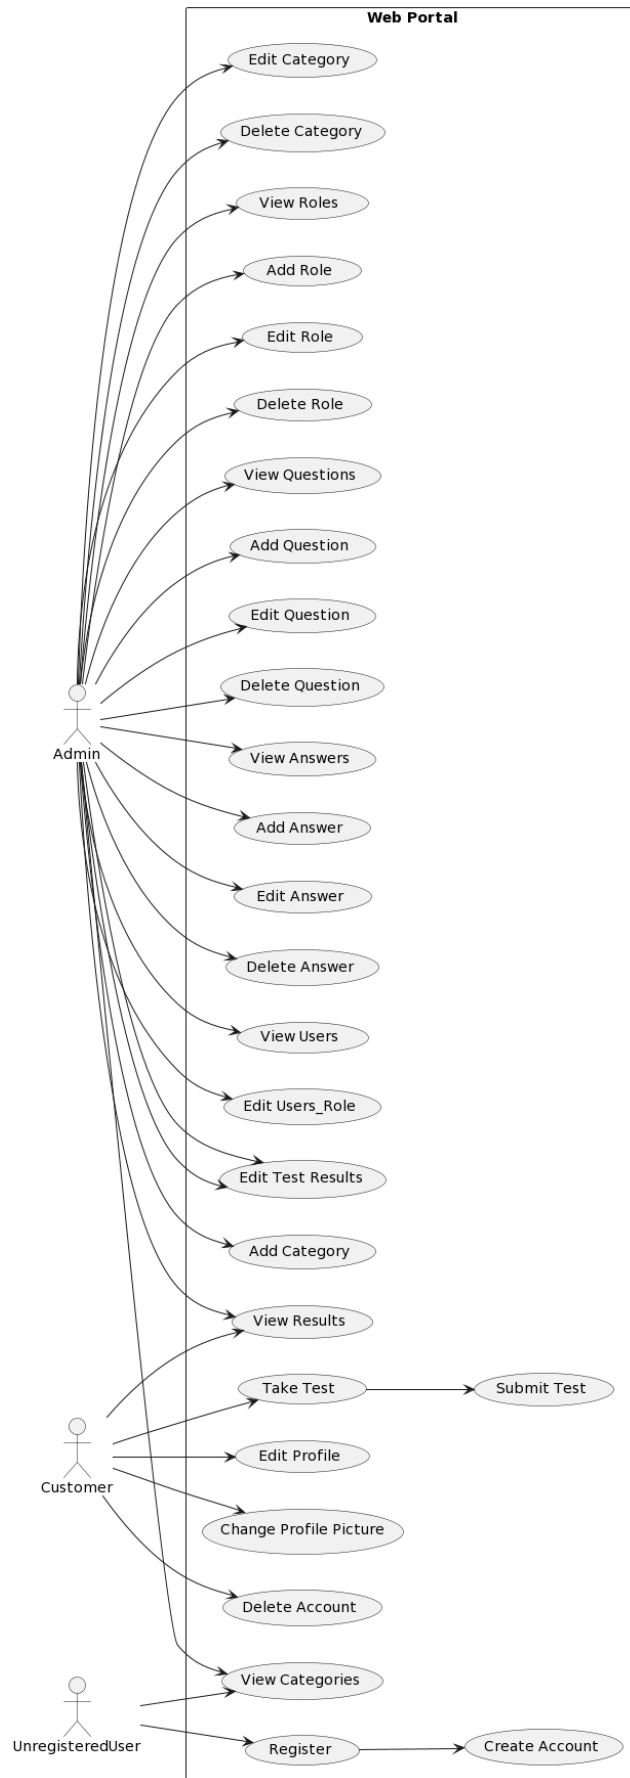 Web Portal
Edit Category
Delete Category
View Roles
Add Role
Edit Role
Delete Role
View Questions
Add Question
Edit Question
Delete Question
Admin
View Answers
Add Answer
Edit Answer
Delete Answer
View Users
Edit Users_Role
Edit Test Results
Add Category
View Results
Take Test
Submit Test
Edit Profile
Customer
Change Profile Picture
Delete Account
View Categories
UnregisteredUser
Register
Create Account